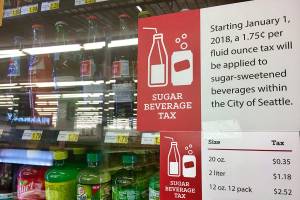 Starting January 1,
2018, a 1.75¢ per
fluid ounce tax will
be applied to
sugar-sweetened
beverages within
the City of Seattle.
SUGAR
BEVERAGE
TAX
SUGAR
BEVERAGE
TAX
Size Tax
20 oz. $0.35
2 liter $1.18
12 oz. 12 pack $2.52